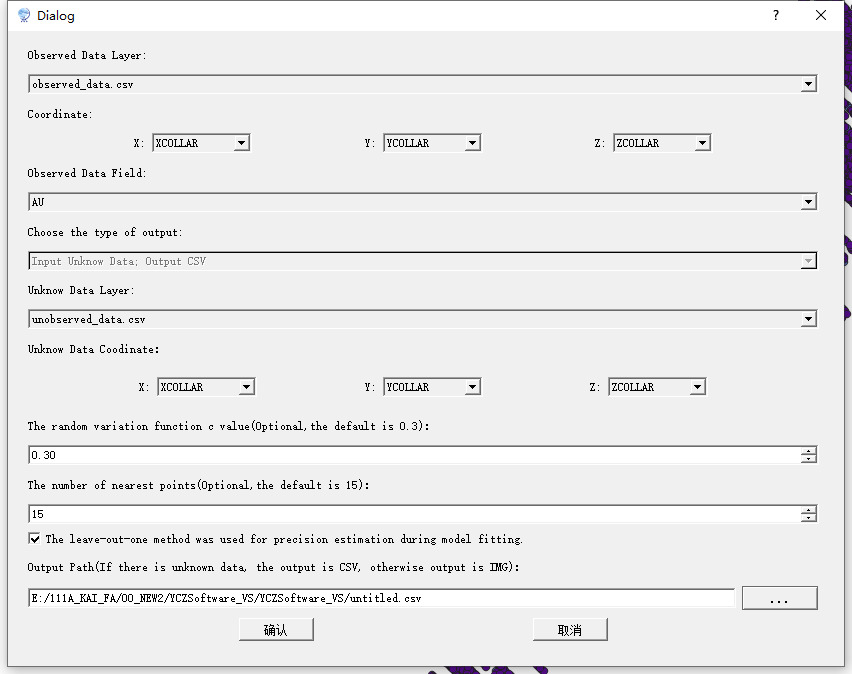 Dialog ? ×
Observed Data Layer:
observed_data.csv
Coordinate:
X: XCOLLAR Y: YCOLLAR Z: ZCOLLAR
Observed Data Field:
AU
Choose the type of output:
Input Unknow Data; Output CSV
Unknow Data Layer:
unobserved_data.csv
Unknow Data Coodinate:
X: XCOLLAR Y: YCOLLAR Z: ZCOLLAR
The random variation function c value(Optional,the default is 0.3):
0.30
The number of nearest points(Optional,the default is 15):
15
The leave-out-one method was used for precision estimation during model fitting.
Output Path(If there is unknown data, the output is CSV, otherwise output is IMG):
E:/111A_KAI_FA/00_NEW2/YCZSoftware_VS/YCZSoftware_VS/untitled.csv ...
确认 取消